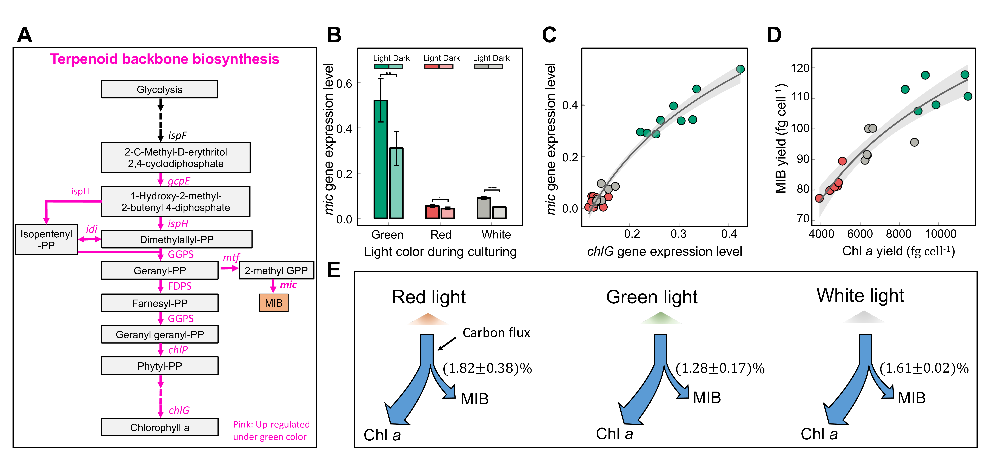 A
Terpenoid backbone biosynthesis
Glycolysis
ispF
2-C-Methyl-D-erythritol
2,4-cyclodiphosphate
gcpE
ispH
1-Hydroxy-2-methyl-
2-butenyl 4-diphosphate
ispH
idi
Isopentenyl
-PP
Dimethylallyl-PP
GGPS
mtf
Geranyl-PP
2-methyl GPP
FDPS
mic
Farnesyl-PP
MIB
GGPS
Geranyl geranyl-PP
chlP
Phytyl-PP
chlG
Chlorophyll a
Pink: Up-regulated
under green color
B
mic gene expression level
Light Dark
Light Dark
Light Dark
**
*
***
0.6
0.4
0.2
0.0
Green
Red
White
Light color during culturing
C
mic gene expression level
0.4
0.2
0.0
0.2
0.3
0.4
chlG gene expression level
D
MIB yield (fg cell-1)
120
110
100
90
80
70
4000
6000
8000
10000
Chl a yield (fg cell-1)
E
Red light
Carbon flux
(1.82±0.38)%
MIB
Chl a
Green light
(1.28±0.17)%
MIB
Chl a
White light
(1.61±0.02)%
MIB
Chl a